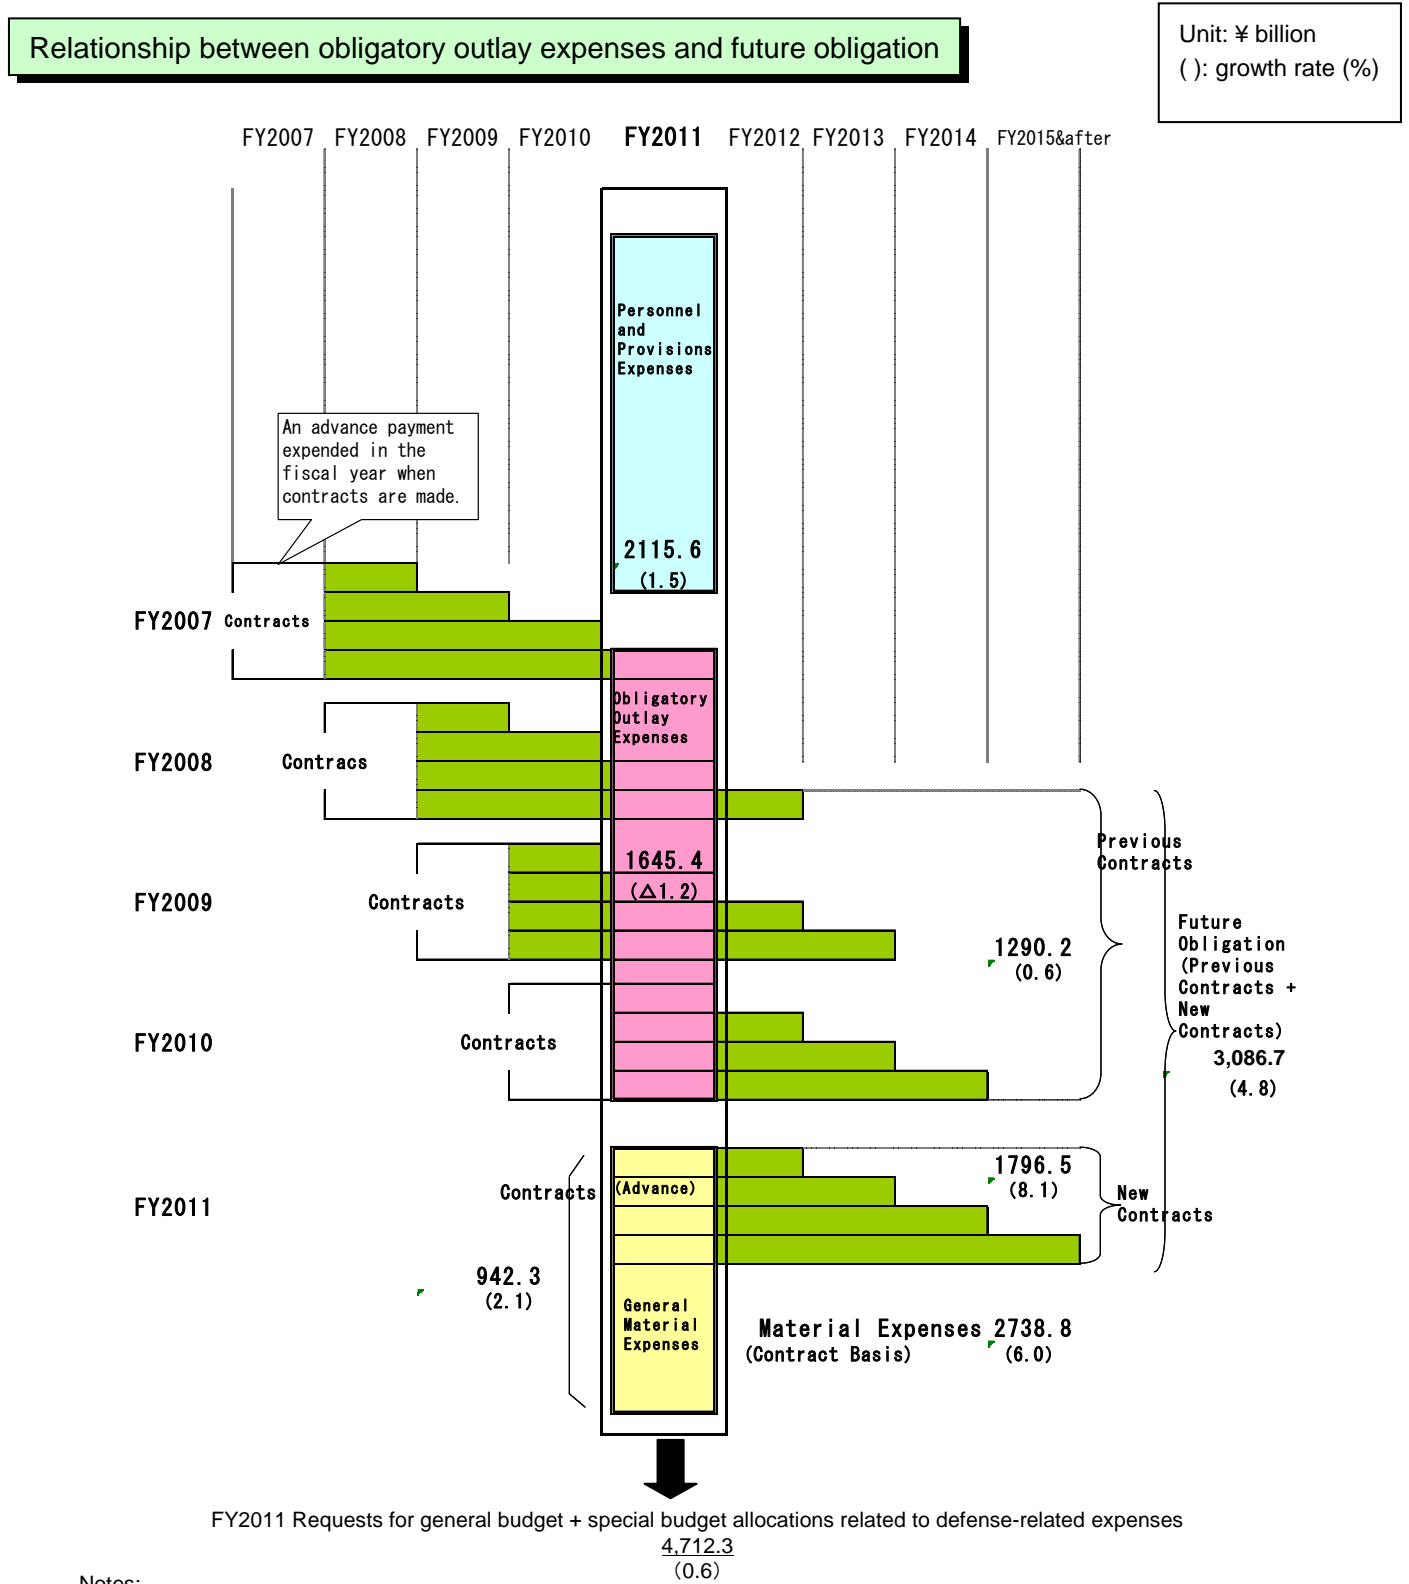 Relationship between obligatory outlay expenses and future obligation
Unit: ¥ billion
( ): growth rate (%)
FY2007 FY2008 FY2009 FY2010 FY2011 FY2012 FY2013 FY2014 FY2015&after
Personnel
and
Provisions
Expenses
2115.6
(1.5)
An advance payment
expended in the
fiscal year when
contracts are made.
FY2007 Contracts
Obligatory
Outlay
Expenses
FY2008 Contracs
1645.4
(△1.2)
FY2009 Contracts
Previous
Contracts
1290.2
(0.6)
Future
Obligation
(Previous
Contracts +
New
Contracts)
3,086.7
(4.8)
FY2010 Contracts
FY2011 Contracts (Advance)
1796.5
(8.1)
New
Contracts
942.3
(2.1)
General
Material
Expenses
Material Expenses 2738.8
(Contract Basis) (6.0)
FY2011 Requests for general budget + special budget allocations related to defense-related expenses
4,712.3
(0.6)
Notes: